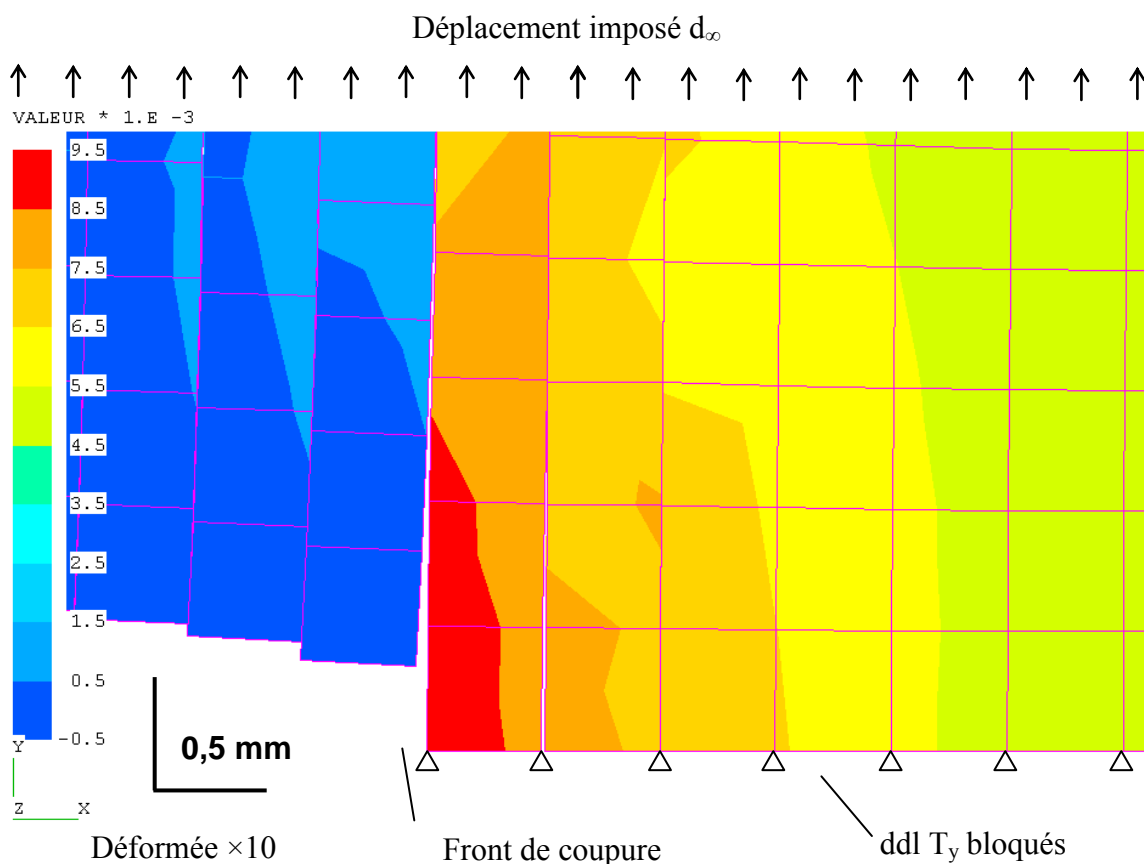 Déplacement imposé d∞
VALEUR * 1.E -3
9.5
8.5
7.5
6.5
5.5
4.5
3.5
2.5
1.5
0.5
-0.5
0,5 mm
Y
Z X
Déformée ×10
Front de coupure
ddl Ty bloqués